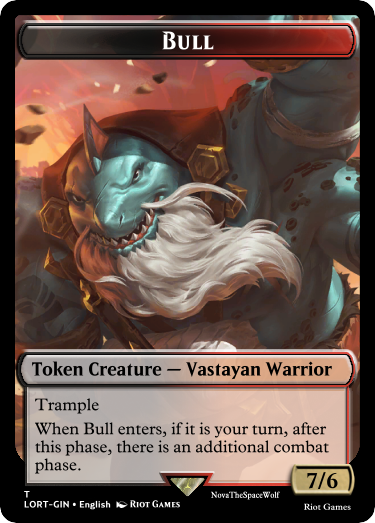 BULL
Token Creature — Vastayan Warrior
Trample
When Bull enters, if it is your turn, after
this phase, there is an additional combat
phase.
7/6
T
LORT-GIN • English RIOT GAMES
NovaTheSpaceWolf
Riot Games